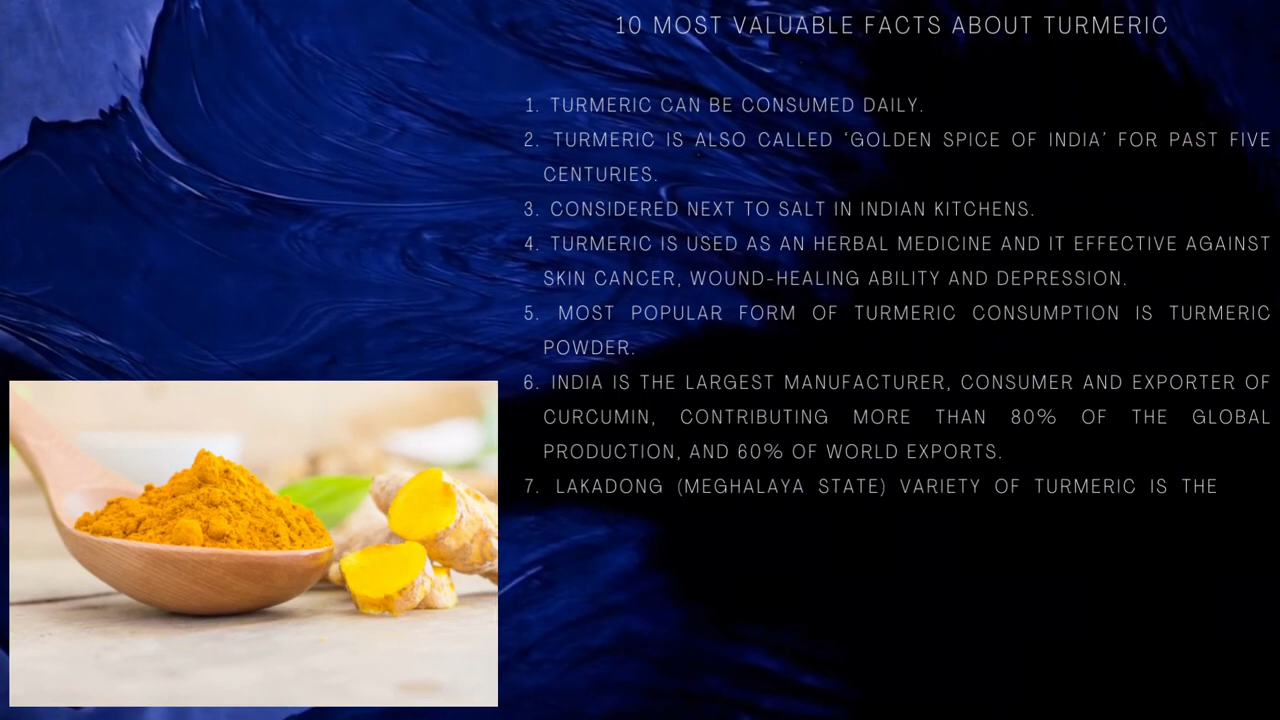 10 MOST VALUABLE FACTS ABOUT TURMERIC
1. TURMERIC CAN BE CONSUMED DAILY.
2. TURMERIC IS ALSO CALLED ‘GOLDEN SPICE OF INDIA’ FOR PAST FIVE
CENTURIES.
3. CONSIDERED NEXT TO SALT IN INDIAN KITCHENS.
4. TURMERIC IS USED AS AN HERBAL MEDICINE AND IT EFFECTIVE AGAINST
SKIN CANCER, WOUND-HEALING ABILITY AND DEPRESSION.
5. MOST POPULAR FORM OF TURMERIC CONSUMPTION IS TURMERIC
POWDER.
6. INDIA IS THE LARGEST MANUFACTURER, CONSUMER AND EXPORTER OF
CURCUMIN, CONTRIBUTING MORE THAN 80% OF THE GLOBAL
PRODUCTION, AND 60% OF WORLD EXPORTS.
7. LAKADONG (MEGHALAYA STATE) VARIETY OF TURMERIC IS THE